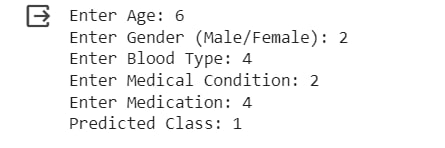 Enter Age: 6
Enter Gender (Male/Female): 2
Enter Blood Type: 4
Enter Medical Condition: 2
Enter Medication: 4
Predicted Class: 1